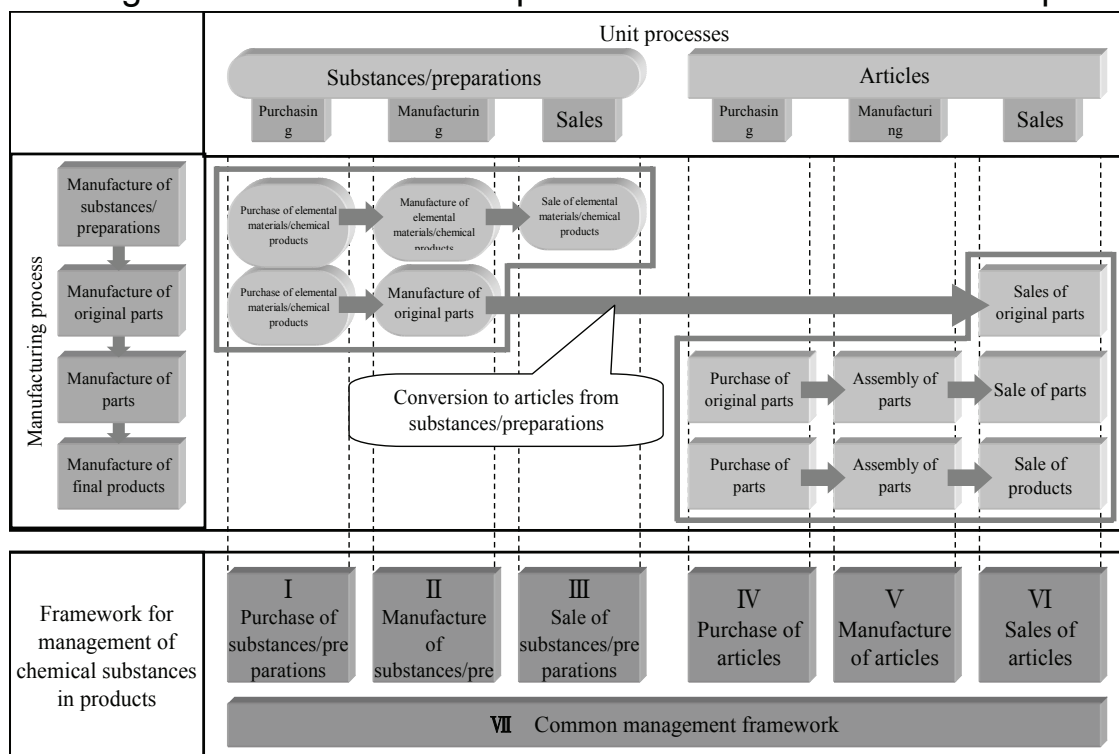 Unit processes
Substances/preparations
Articles
Purchasin
g
Manufacturin
g
Sales
Purchasin
g
Manufacturi
ng
Sales
Manufacturing process
Manufacture of
substances/
preparations
Purchase of elemental
materials/chemical
products
Manufacture of
elemental
materials/chemical
products
Sale of elemental
materials/chemical
products
Manufacture of
original parts
Purchase of elemental
materials/chemical
products
Manufacture of
original parts
Sales of
original parts
Conversion to articles from
substances/preparations
Manufacture of
parts
Purchase of
original parts
Assembly of
parts
Sale of parts
Manufacture of
final products
Purchase of
parts
Assembly of
parts
Sale of
products
Framework for
management of
chemical substances
in products
Ⅰ
Purchase of
substances/pre
parations
Ⅱ
Manufacture
of
substances/pre
Ⅲ
Sale of
substances/pre
parations
Ⅳ
Purchase of
articles
Ⅴ
Manufacture
of articles
Ⅵ
Sales of
articles
Ⅶ Common management framework